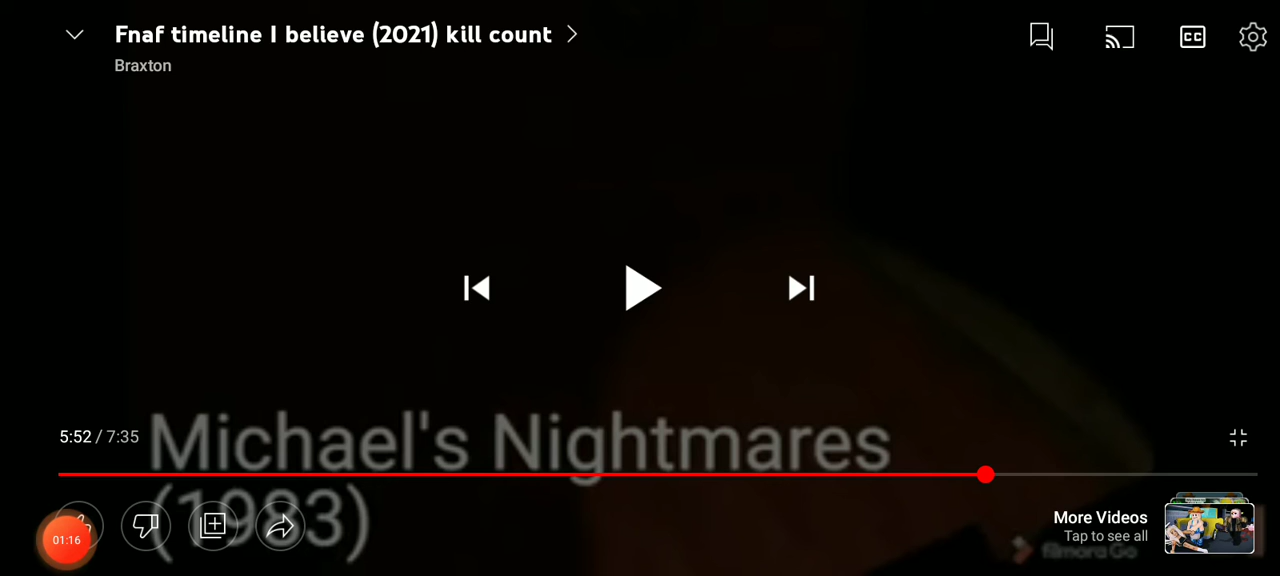 Fnaf timeline I believe (2021) kill count
Braxton
CC
5:52 / 7:35
Michael's Nightmares
(1983)
01:16
More Videos
Tap to see all
filmora Go